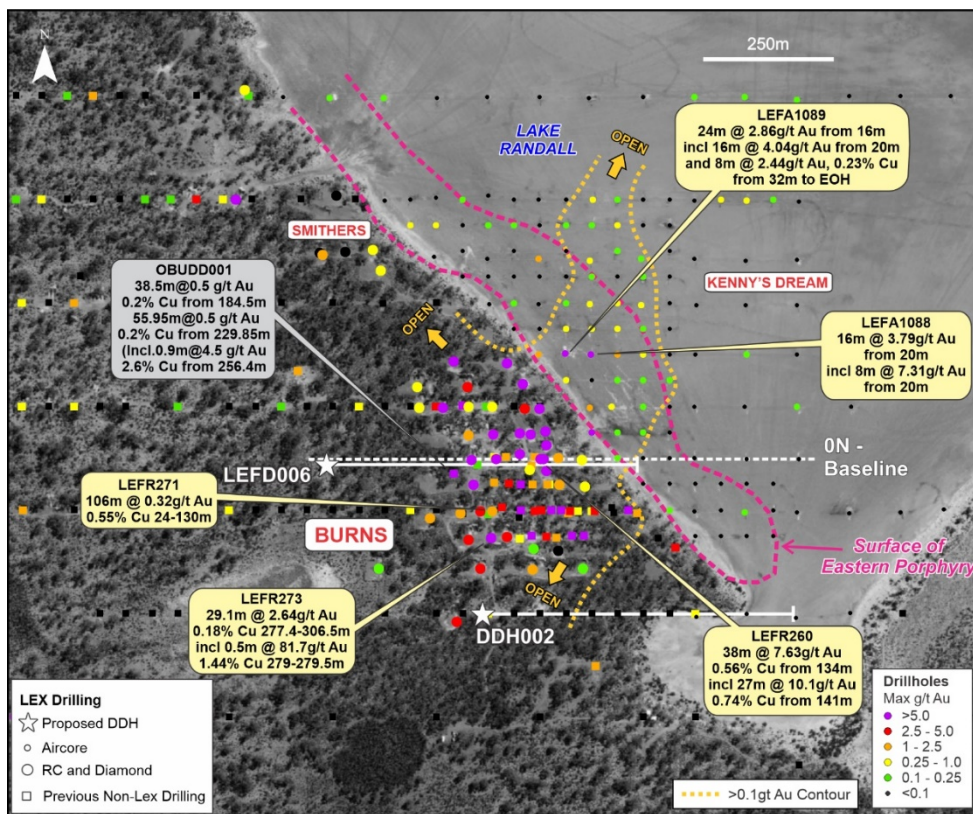 N
250m
LAKE
RANDALL
OPEN
LEFA1089
24m @ 2.86g/t Au from 16m
incl 16m @ 4.04g/t Au from 20m
and 8m @ 2.44g/t Au, 0.23% Cu
from 32m to EOH
SMITHERS
KENNY'S DREAM
OBUDD001
38.5m@0.5 g/t Au
0.2% Cu from 184.5m
55.95m@0.5 g/t Au
0.2% Cu from 229.85m
(incl.0.9m@4.5 g/t Au
2.6% Cu from 256.4m)
OPEN
LEFA1088
16m @ 3.79g/t Au
from 20m
incl 8m @ 7.31g/t Au
from 20m
0N -
Baseline
LEFD006
LEFR271
106m @ 0.32g/t Au
0.55% Cu 24-130m
BURNS
Surface of
Eastern Porphyry
OPEN
LEFR273
29.1m @ 2.64g/t Au
0.18% Cu 277.4-306.5m
incl 0.5m @ 81.7g/t Au
1.44% Cu 279-279.5m
DDH002
LEFR260
38m @ 7.63g/t Au
0.56% Cu from 134m
incl 27m @ 10.1g/t Au
0.74% Cu from 141m
LEX Drilling
Proposed DDH
Aircore
RC and Diamond
Previous Non-Lex Drilling
>0.1gt Au Contour
Drillholes
Max g/t Au
>5.0
2.5 - 5.0
1 - 2.5
0.25 - 1.0
0.1 - 0.25
<0.1